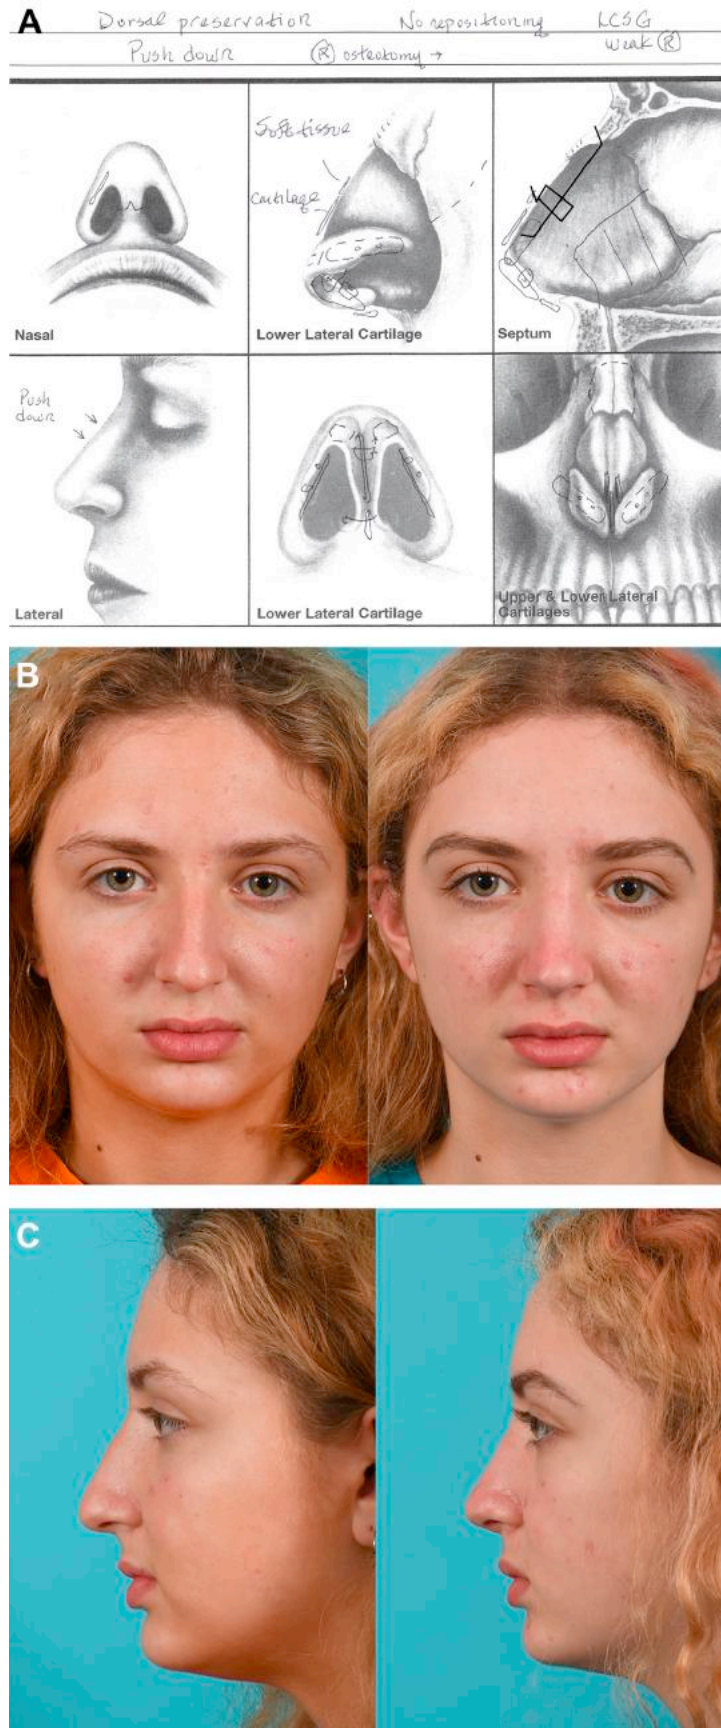 A
Dorsal preservation No repositioning LCSG
Push down Ⓡ osteotomy → weak Ⓡ
Soft tissue
Cartilage
Nasal
Lower Lateral Cartilage
Septum
Push
down
Lateral
Lower Lateral Cartilage
Upper & Lower Lateral
Cartilages
B
C